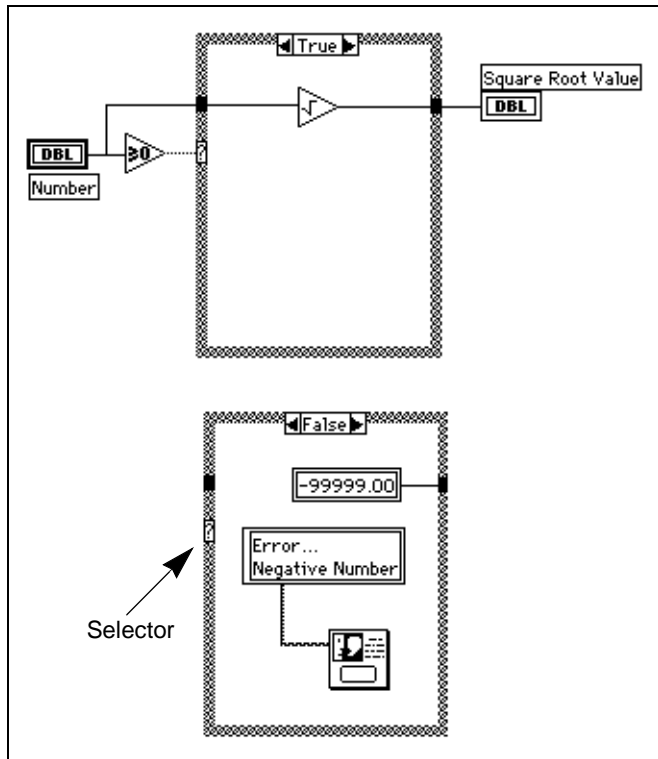 True
Square Root Value
DBL
DBL
≥0
?
Number
False
-99999.00
?
Error...
Negative Number
Selector